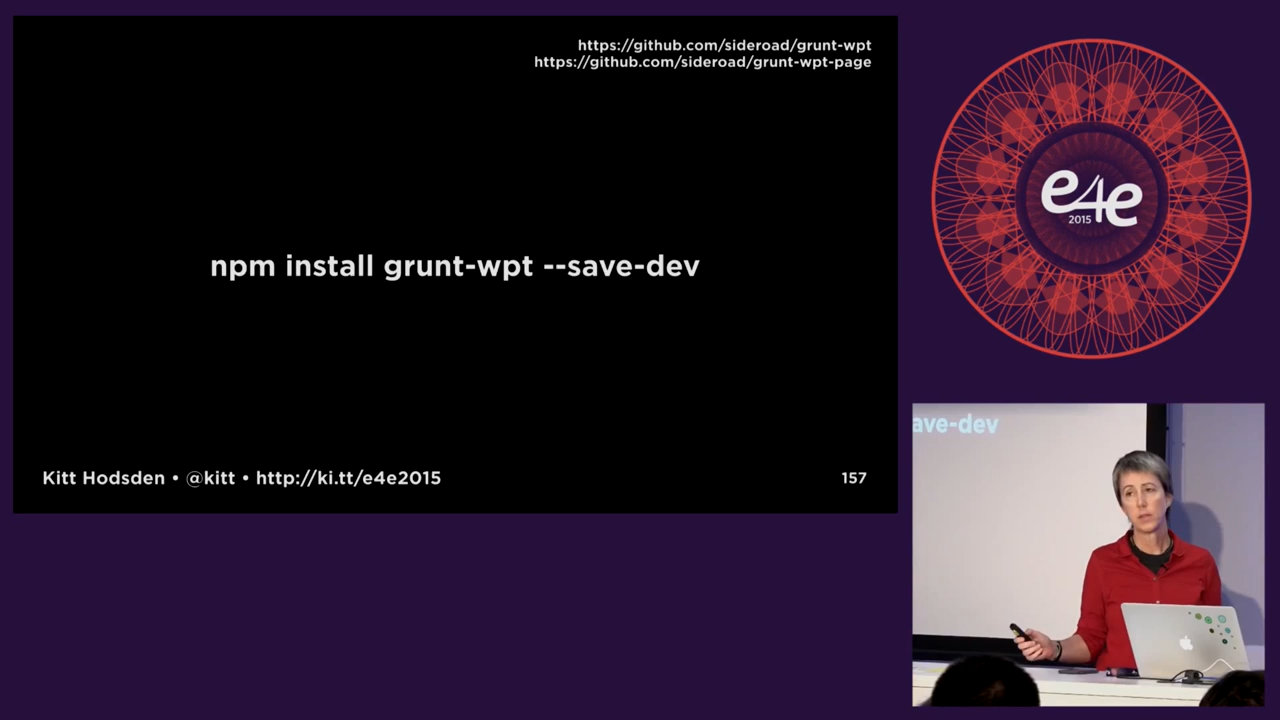 https://github.com/sideroad/grunt-wpt
https://github.com/sideroad/grunt-wpt-page
npm install grunt-wpt --save-dev
Kitt Hodsden • @kitt • http://ki.tt/e4e2015
157
e4e
2015
ave-dev